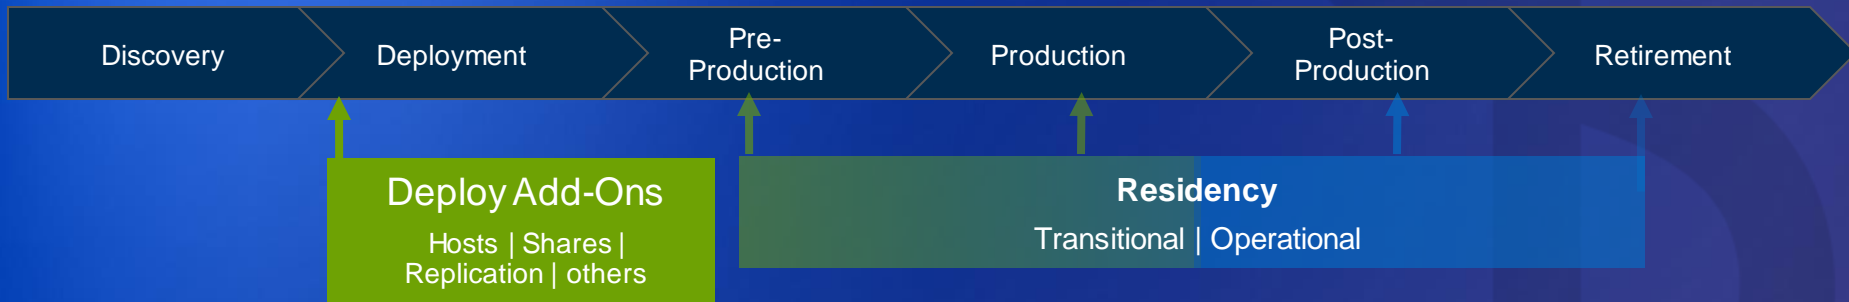 Discovery
Deployment
Pre-
Production
Production
Post-
Production
Retirement
Deploy Add-Ons
Hosts | Shares |
Replication | others
Residency
Transitional | Operational